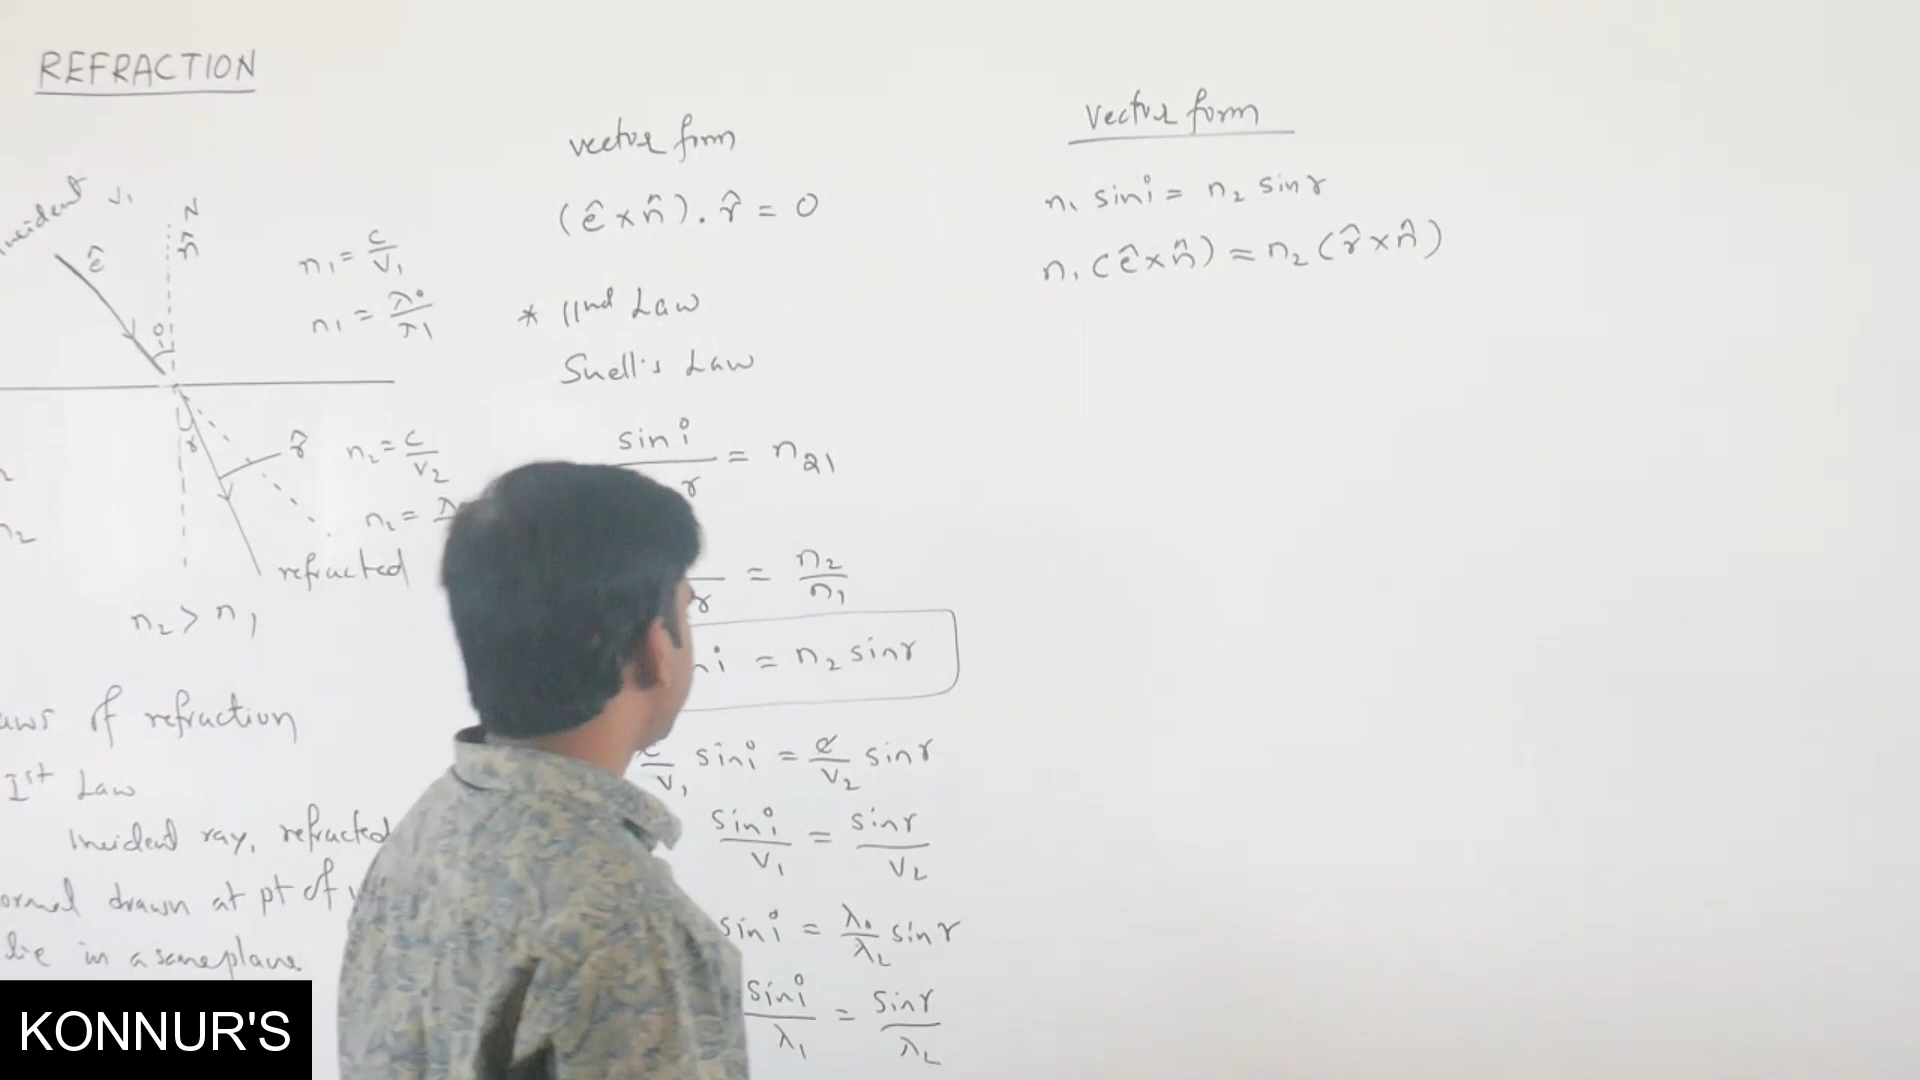 REFRACTION
incident v₁
N
ê
n̂
i
n₁ = c/v₁
n₁ = λ₀/λ₁
r
r̂
n₂ = c/v₂
n₂ = λ
refracted
n₂ > n₁
aws of refraction
Ist Law
Incident ray, refracted
ormal drawn at pt of
lie in a same plane
vector form
(ê × n̂) . r̂ = 0
* IInd Law
Snell's Law
sin i / r = n₂₁
r = n₂/n₁
i = n₂ sin r
c/v₁ sin i = c/v₂ sin r
sin i / v₁ = sin r / v₂
sin i = λ₀/λ₂ sin r
sin i / λ₁ = sin r / λ₂
Vector form
n₁ sin i = n₂ sin r
n₁ (ê × n̂) = n₂ (r̂ × n̂)
KONNUR'S